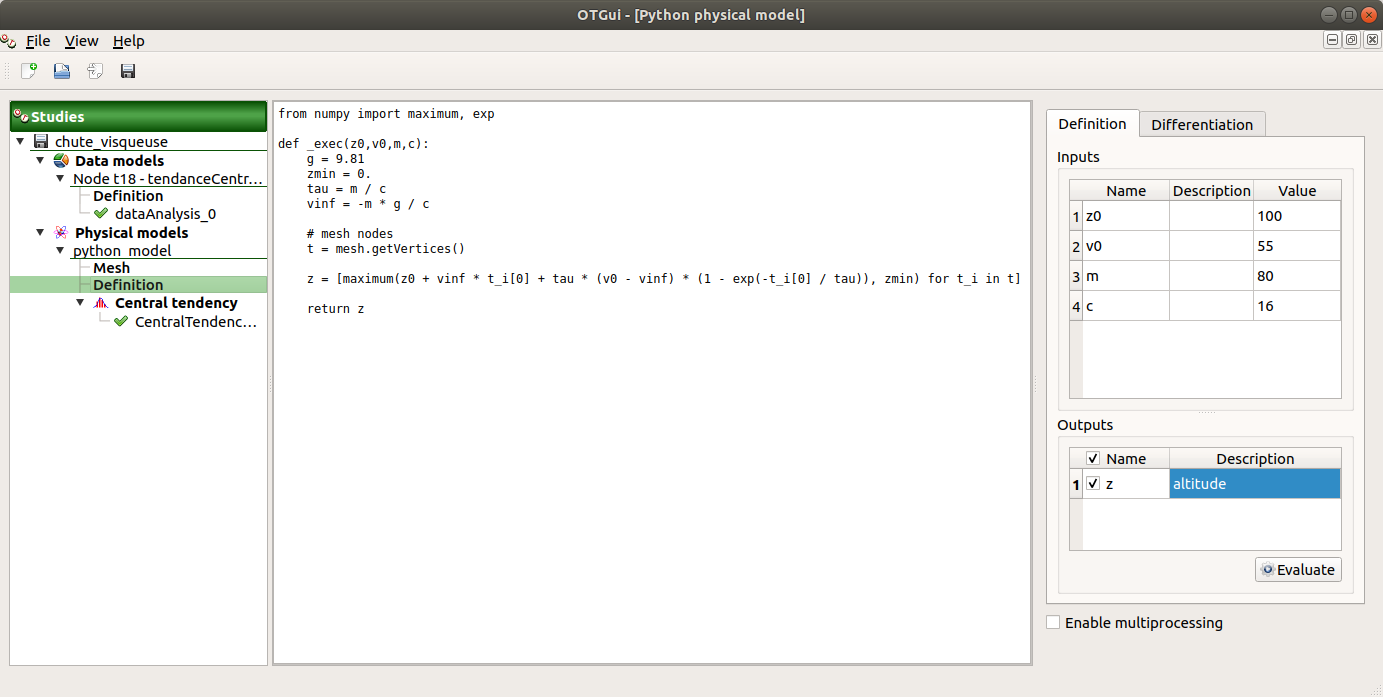 OTGui - [Python physical model]
File View Help
Studies
chute_visqueuse
Data models
Node t18 - tendanceCentr...
Definition
dataAnalysis_0
Physical models
python_model
Mesh
Definition
Central tendency
CentralTendenc...
from numpy import maximum, exp
def _exec(z0,v0,m,c):
g = 9.81
zmin = 0.
tau = m / c
vinf = -m * g / c
# mesh nodes
t = mesh.getVertices()
z = [maximum(z0 + vinf * t_i[0] + tau * (v0 - vinf) * (1 - exp(-t_i[0] / tau)), zmin) for t_i in t]
return z
Definition Differentiation
Inputs
Name Description Value
1 z0 100
2 v0 55
3 m 80
4 c 16
Outputs
Name Description
1 z altitude
Evaluate
Enable multiprocessing